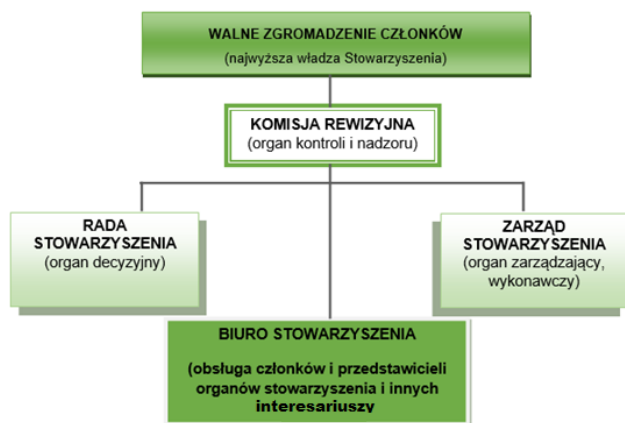 WALNE ZGROMADZENIE CZŁONKÓW
(najwyższa władza Stowarzyszenia)
KOMISJA REWIZYJNA
(organ kontroli i nadzoru)
RADA
STOWARZYSZENIA
(organ decyzyjny)
ZARZĄD
STOWARZYSZENIA
(organ zarządzający,
wykonawczy)
BIURO STOWARZYSZENIA
(obsługa członków i przedstawicieli
organów stowarzyszenia i innych
interesariuszy